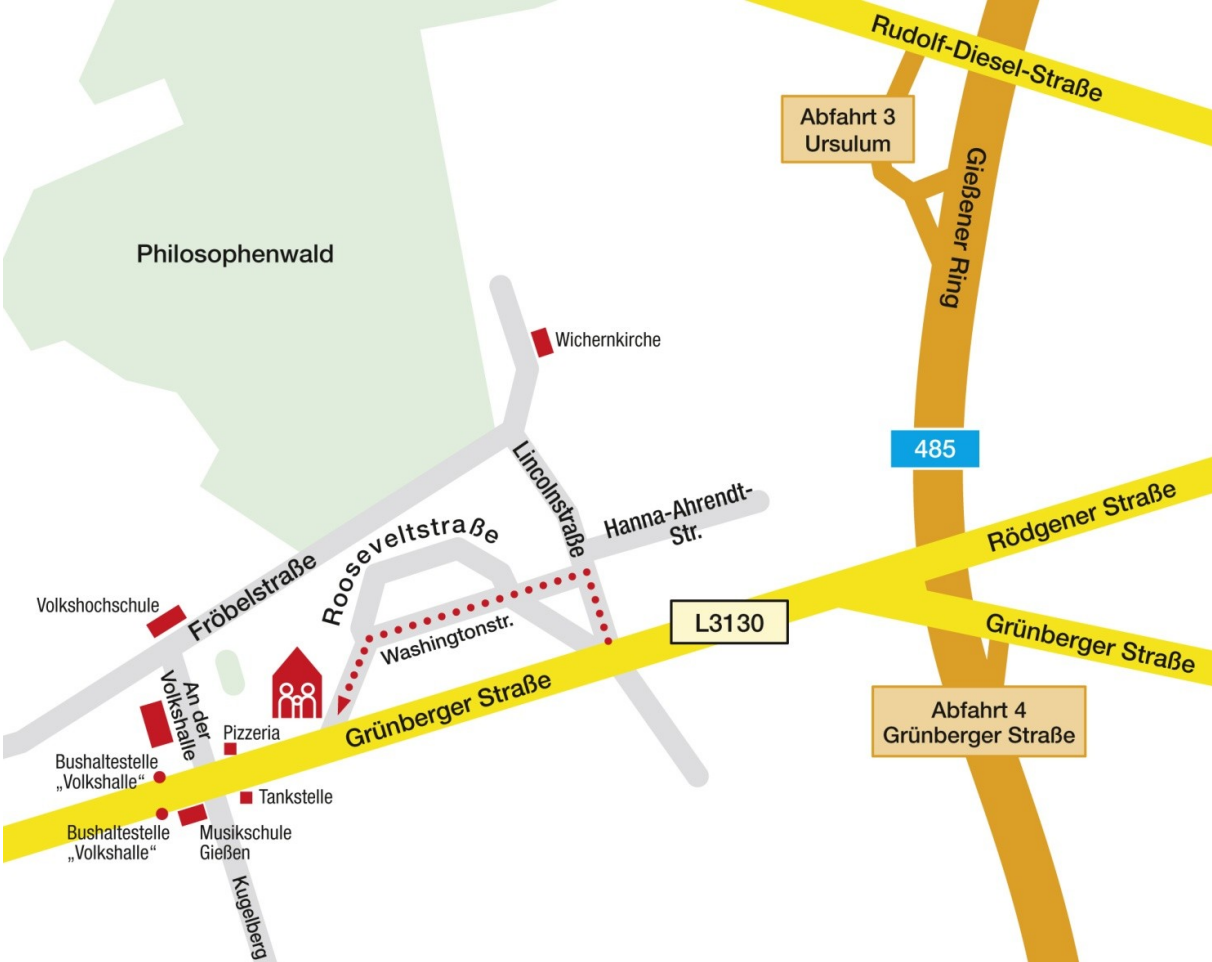 Rudolf-Diesel-Straße
Abfahrt 3
Ursulum
Gießener Ring
Philosophenwald
Wichernkirche
485
Lincolnstraße
Hanna-Ahrendt-
Str.
Rooseveltstraße
Rödgener Straße
Fröbelstraße
Volkshochschule
L3130
Washingtonstr.
Grünberger Straße
Grünberger Straße
An der
Volkshalle
Abfahrt 4
Grünberger Straße
Pizzeria
Bushaltestelle
„Volkshalle“
Tankstelle
Bushaltestelle
„Volkshalle“
Musikschule
Gießen
Kugelberg